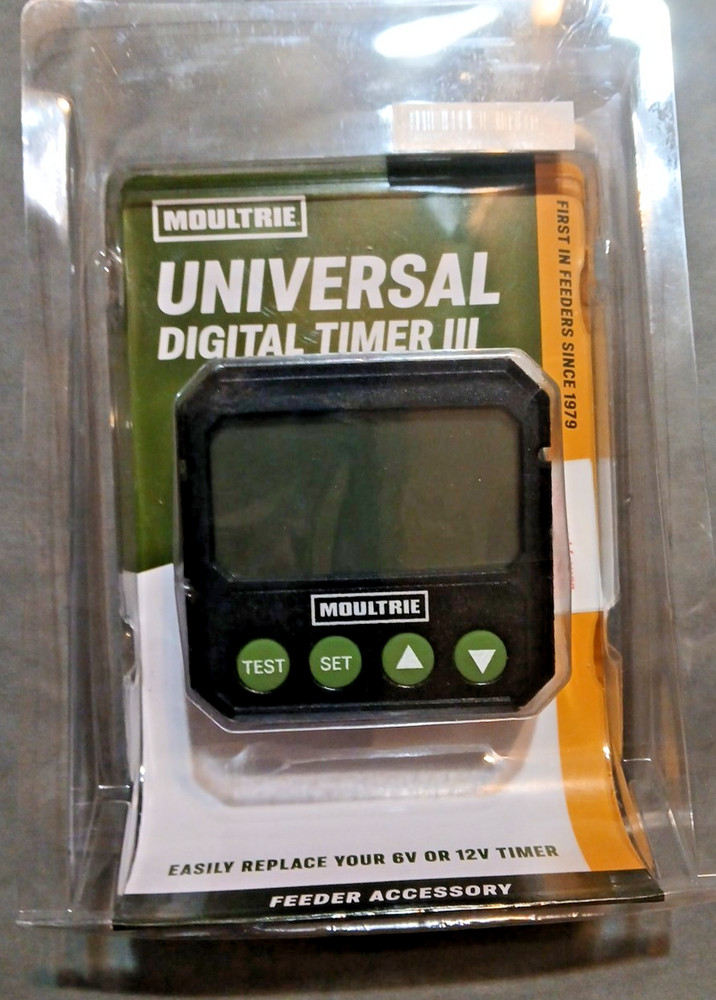 MOULTRIE
UNIVERSAL
DIGITAL TIMER III
FIRST IN FEEDERS SINCE 1979
MOULTRIE
TEST SET
EASILY REPLACE YOUR 6V OR 12V TIMER
FEEDER ACCESSORY